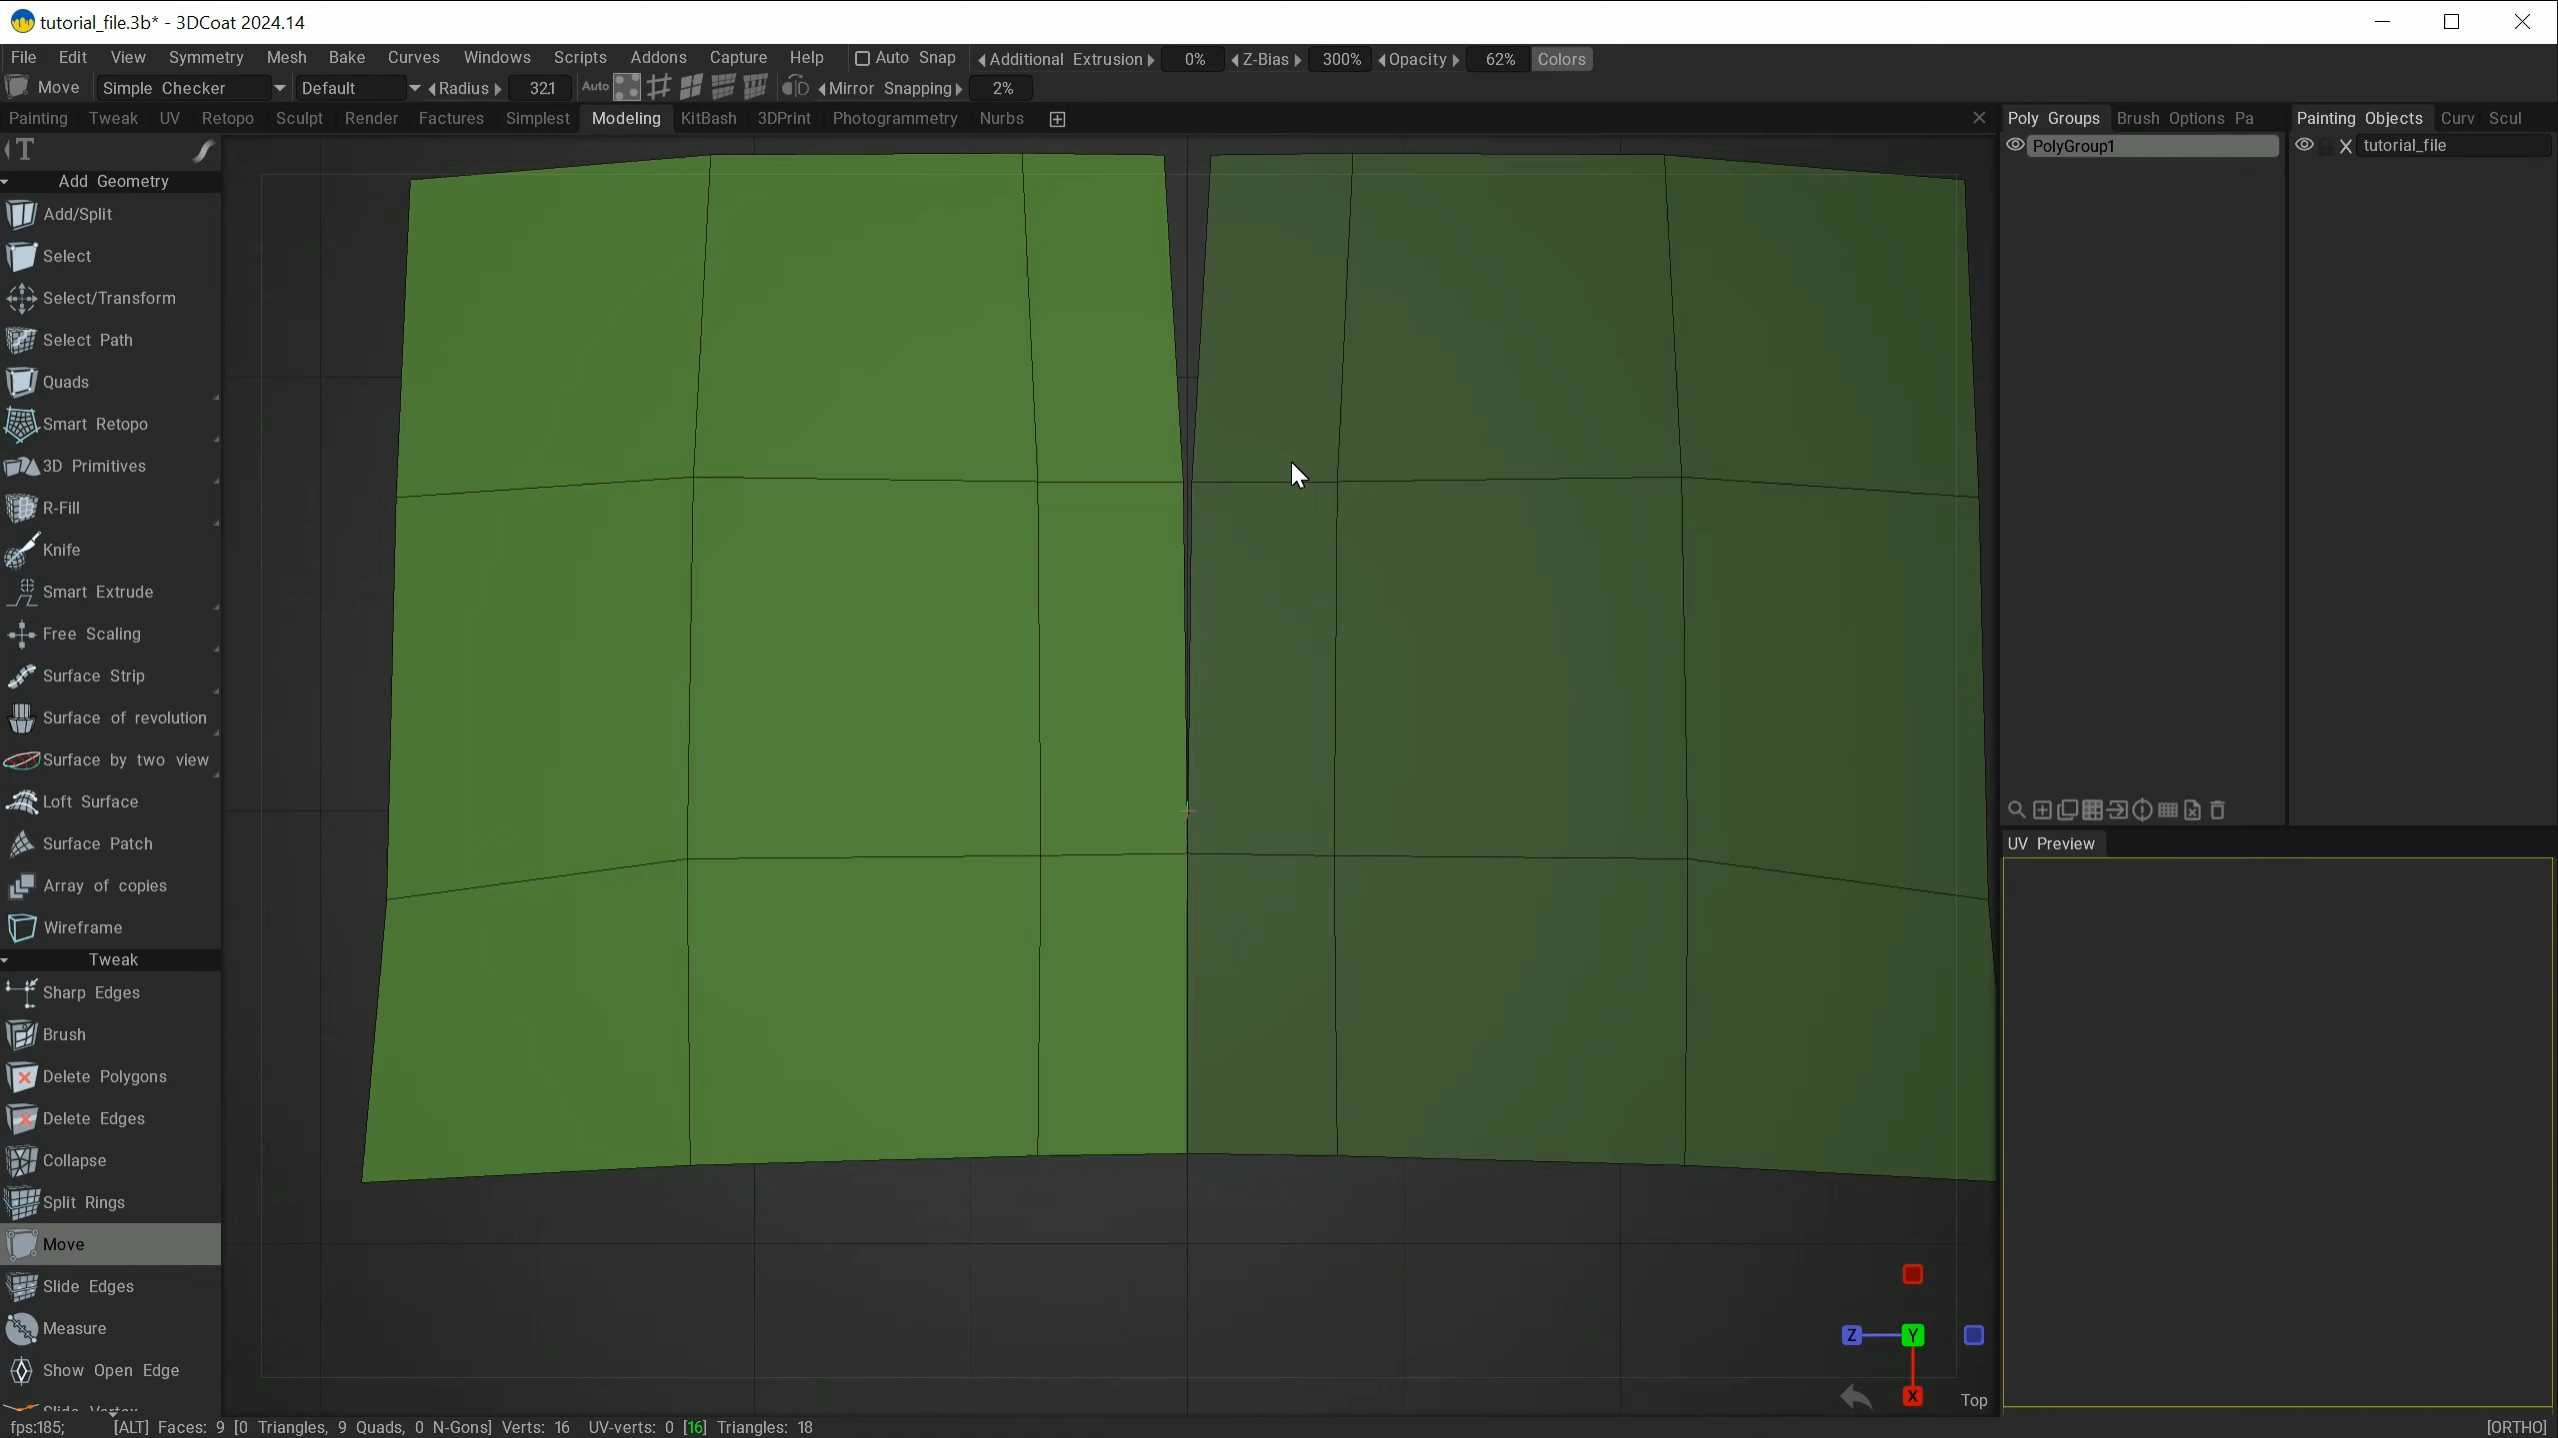 tutorial_file.3b* - 3DCoat 2024.14
File Edit View Symmetry Mesh Bake Curves Windows Scripts Addons Capture Help Auto Snap Additional Extrusion 0% Z-Bias 300% Opacity 62% Colors
Move Simple Checker Default Radius 321 Auto Mirror Snapping 2%
Painting Tweak UV Retopo Sculpt Render Factures Simplest Modeling KitBash 3DPrint Photogrammetry Nurbs
Poly Groups Brush Options Pa
Painting Objects Curv Scul
PolyGroup1
X tutorial_file
T
Add Geometry
Add/Split
Select
Select/Transform
Select Path
Quads
Smart Retopo
3D Primitives
R-Fill
Knife
Smart Extrude
Free Scaling
Surface Strip
Surface of revolution
Surface by two view
Loft Surface
Surface Patch
Array of copies
Wireframe
Tweak
Sharp Edges
Brush
Delete Polygons
Delete Edges
Collapse
Split Rings
Move
Slide Edges
Measure
Show Open Edge
UV Preview
Z Y
X
Top
fps:185; [ALT] Faces: 9 [0 Triangles, 9 Quads, 0 N-Gons] Verts: 16 UV-verts: 0 [16] Triangles: 18
[ORTHO]